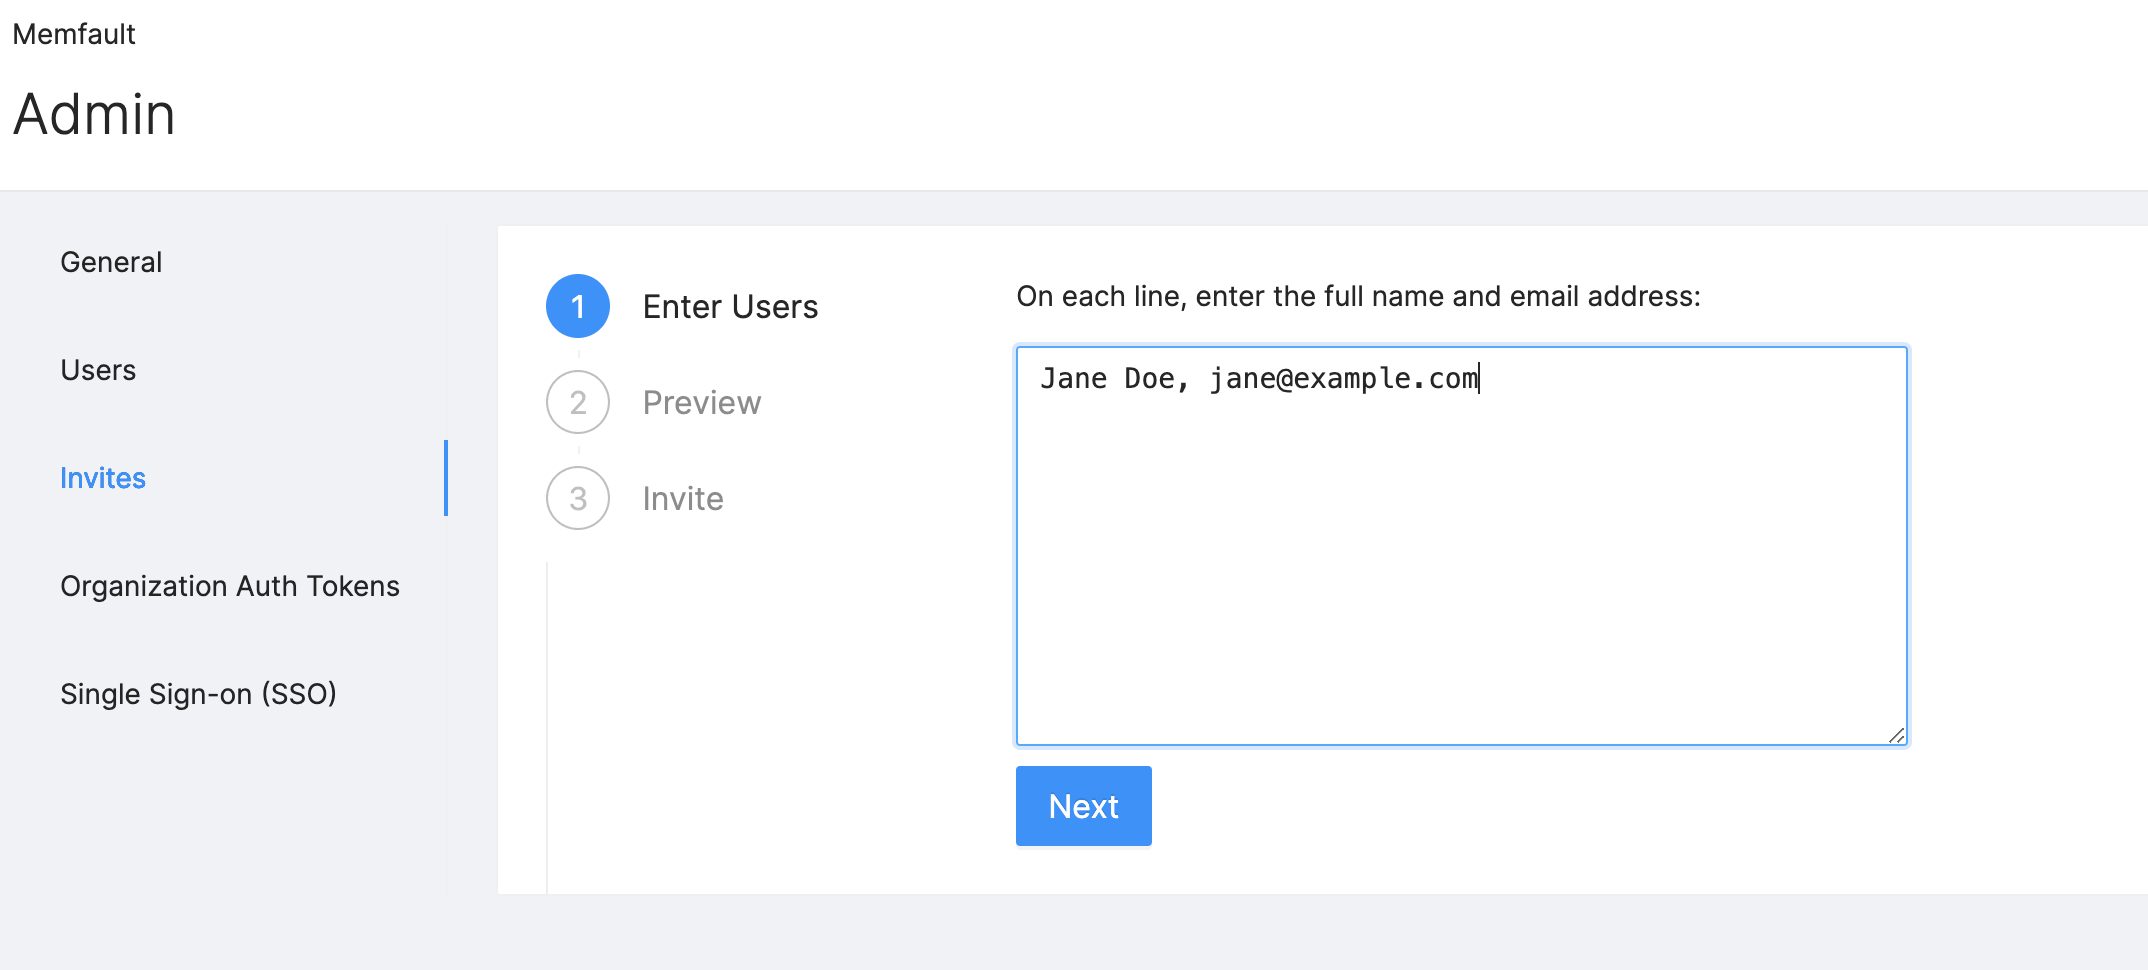 Memfault
Admin
General
Users
Invites
Organization Auth Tokens
Single Sign-on (SSO)
1 Enter Users
2 Preview
3 Invite
On each line, enter the full name and email address:
Jane Doe, jane@example.com
Next